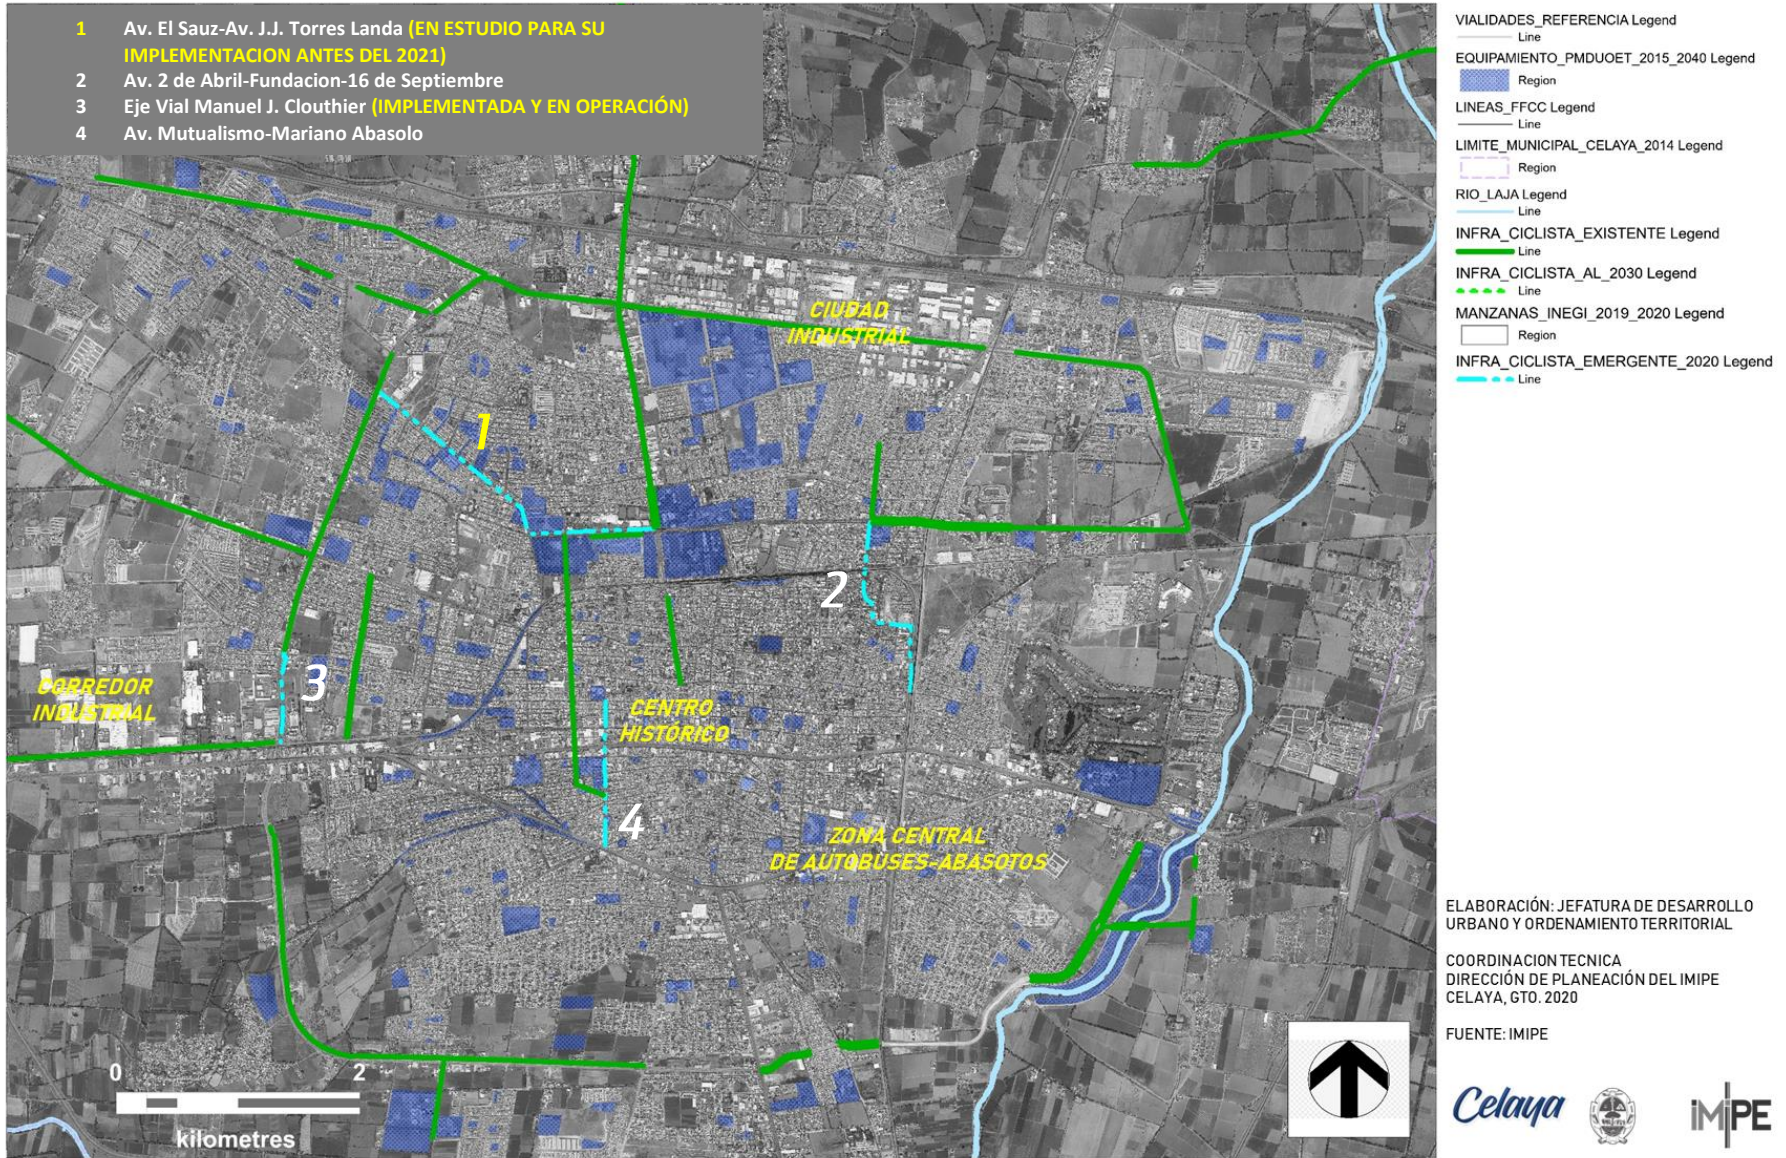 1 Av. El Sauz-Av. J.J. Torres Landa (EN ESTUDIO PARA SU
IMPLEMENTACION ANTES DEL 2021)
2 Av. 2 de Abril-Fundacion-16 de Septiembre
3 Eje Vial Manuel J. Clouthier (IMPLEMENTADA Y EN OPERACIÓN)
4 Av. Mutualismo-Mariano Abasolo
CIUDAD
INDUSTRIAL
1
2
3
CORREDOR
INDUSTRIAL
CENTRO
HISTÓRICO
4
ZONA CENTRAL
DE AUTOBUSES-ABASOTOS
0 2
kilometres
VIALIDADES_REFERENCIA Legend
Line
EQUIPAMIENTO_PMDUOET_2015_2040 Legend
Region
LINEAS_FFCC Legend
Line
LIMITE_MUNICIPAL_CELAYA_2014 Legend
Region
RIO_LAJA Legend
Line
INFRA_CICLISTA_EXISTENTE Legend
Line
INFRA_CICLISTA_AL_2030 Legend
Line
MANZANAS_INEGI_2019_2020 Legend
Region
INFRA_CICLISTA_EMERGENTE_2020 Legend
Line
ELABORACIÓN: JEFATURA DE DESARROLLO
URBANO Y ORDENAMIENTO TERRITORIAL
COORDINACION TECNICA
DIRECCIÓN DE PLANEACIÓN DEL IMIPE
CELAYA, GTO. 2020
FUENTE: IMIPE
Celaya
iMiPE